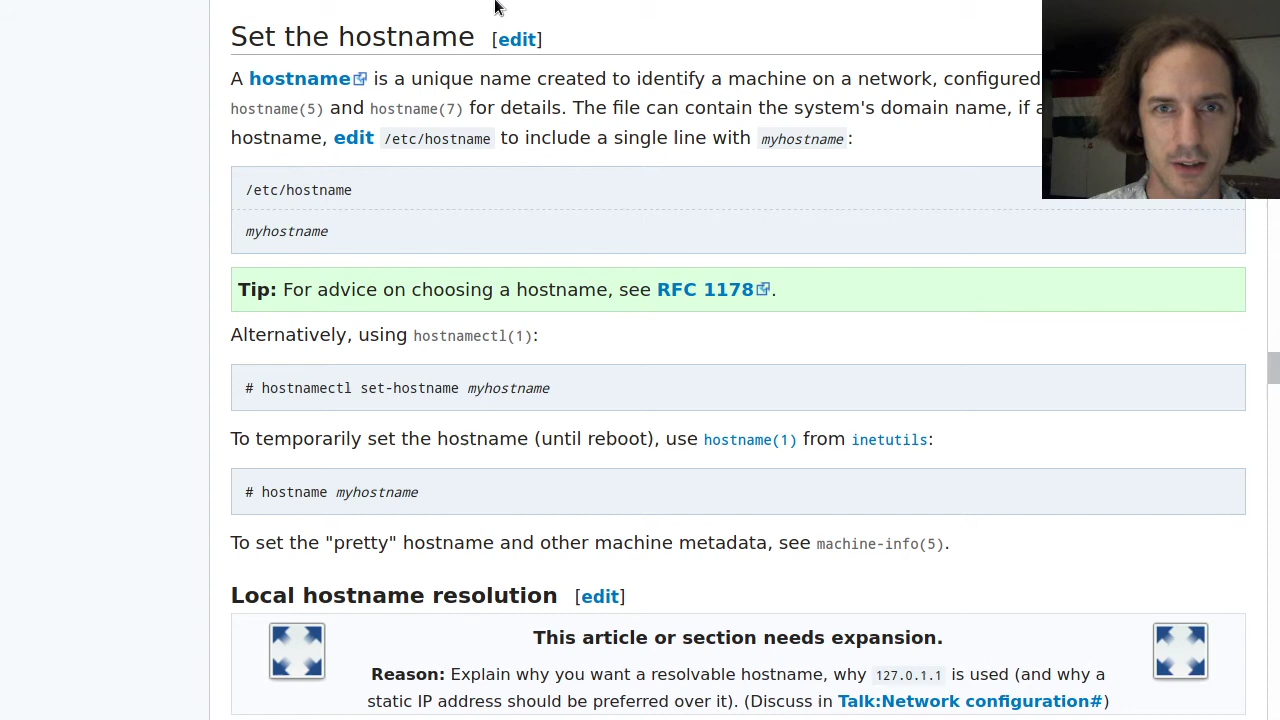 Set the hostname [edit]
A hostname is a unique name created to identify a machine on a network, configured
hostname(5) and hostname(7) for details. The file can contain the system's domain name, if
hostname, edit /etc/hostname to include a single line with myhostname:
/etc/hostname
myhostname
Tip: For advice on choosing a hostname, see RFC 1178.
Alternatively, using hostnamectl(1):
# hostnamectl set-hostname myhostname
To temporarily set the hostname (until reboot), use hostname(1) from inetutils:
# hostname myhostname
To set the "pretty" hostname and other machine metadata, see machine-info(5).
Local hostname resolution [edit]
This article or section needs expansion.
Reason: Explain why you want a resolvable hostname, why 127.0.1.1 is used (and why a
static IP address should be preferred over it). (Discuss in Talk:Network configuration#)